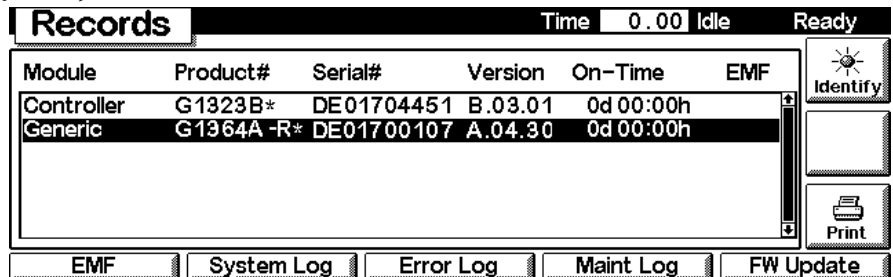 Records Time 0.00 Idle Ready
Module Product# Serial# Version On-Time EMF
Identify
Controller G1323B* DE01704451 B.03.01 0d 00:00h
Generic G1364A -R* DE01700107 A.04.30 0d 00:00h
Print
EMF System Log Error Log Maint Log FW Update